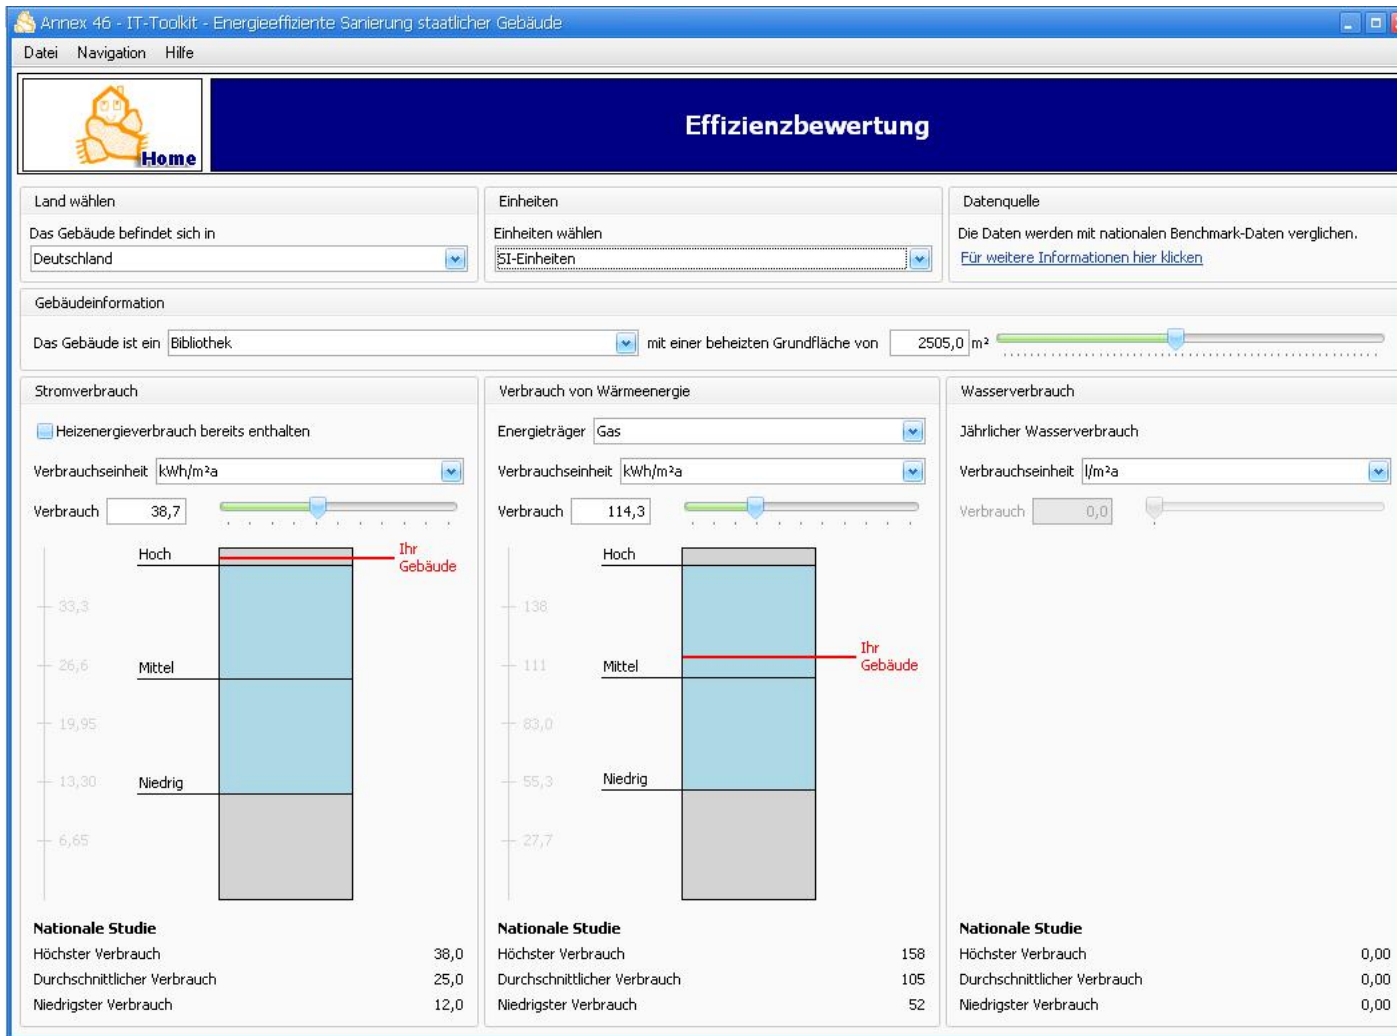 Annex 46 - IT-Toolkit - Energieeffiziente Sanierung staatlicher Gebäude
Datei Navigation Hilfe
Home
Effizienzbewertung
Land wählen
Das Gebäude befindet sich in
Deutschland
Einheiten
Einheiten wählen
SI-Einheiten
Datenquelle
Die Daten werden mit nationalen Benchmark-Daten verglichen.
Für weitere Informationen hier klicken
Gebäudeinformation
Das Gebäude ist ein Bibliothek mit einer beheizten Grundfläche von 2505,0 m²
Stromverbrauch
Heizenergieverbrauch bereits enthalten
Verbrauchseinheit kWh/m²a
Verbrauch 38,7
Hoch
Ihr
Gebäude
33,3
26,6
Mittel
19,95
13,30
Niedrig
6,65
Nationale Studie
Höchster Verbrauch 38,0
Durchschnittlicher Verbrauch 25,0
Niedrigster Verbrauch 12,0
Verbrauch von Wärmeenergie
Energieträger Gas
Verbrauchseinheit kWh/m²a
Verbrauch 114,3
Hoch
138
Ihr
Gebäude
111
Mittel
83,0
55,3
Niedrig
27,7
Nationale Studie
Höchster Verbrauch 158
Durchschnittlicher Verbrauch 105
Niedrigster Verbrauch 52
Wasserverbrauch
Jährlicher Wasserverbrauch
Verbrauchseinheit l/m²a
Verbrauch 0,0
Nationale Studie
Höchster Verbrauch 0,00
Durchschnittlicher Verbrauch 0,00
Niedrigster Verbrauch 0,00